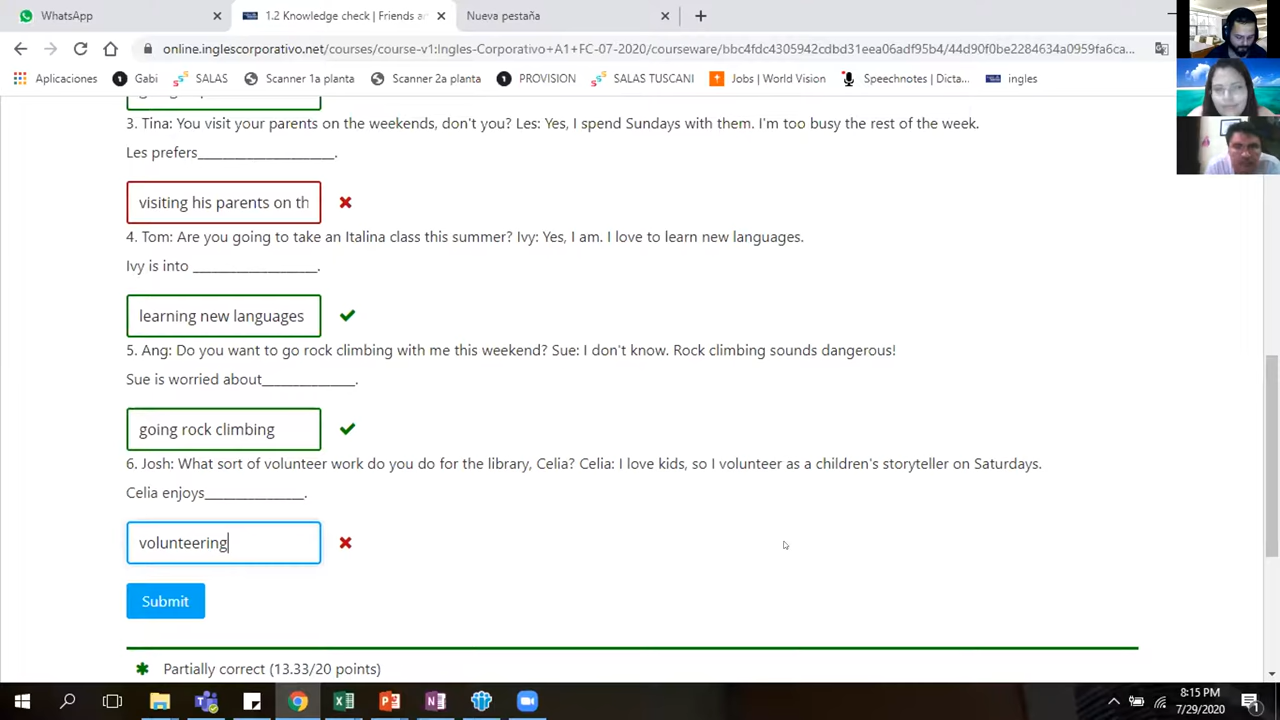 WhatsApp
1.2 Knowledge check | Friends an
Nueva pestaña
online.inglescorporativo.net/courses/course-v1:Ingles-Corporativo+A1+FC-07-2020/courseware/bbc4fdc4305942cdbd31eea06adf95b4/44d90f0be2284634a0959fa6ca...
Aplicaciones
Gabi
SALAS
Scanner 1a planta
Scanner 2a planta
PROVISION
SALAS TUSCANI
Jobs | World Vision
Speechnotes | Dicta...
ingles
3. Tina: You visit your parents on the weekends, don't you? Les: Yes, I spend Sundays with them. I'm too busy the rest of the week.
Les prefers____________________.
visiting his parents on th
4. Tom: Are you going to take an Italina class this summer? Ivy: Yes, I am. I love to learn new languages.
Ivy is into __________________.
learning new languages
5. Ang: Do you want to go rock climbing with me this weekend? Sue: I don't know. Rock climbing sounds dangerous!
Sue is worried about______________.
going rock climbing
6. Josh: What sort of volunteer work do you do for the library, Celia? Celia: I love kids, so I volunteer as a children's storyteller on Saturdays.
Celia enjoys_______________.
volunteering
Submit
Partially correct (13.33/20 points)
8:15 PM
7/29/2020